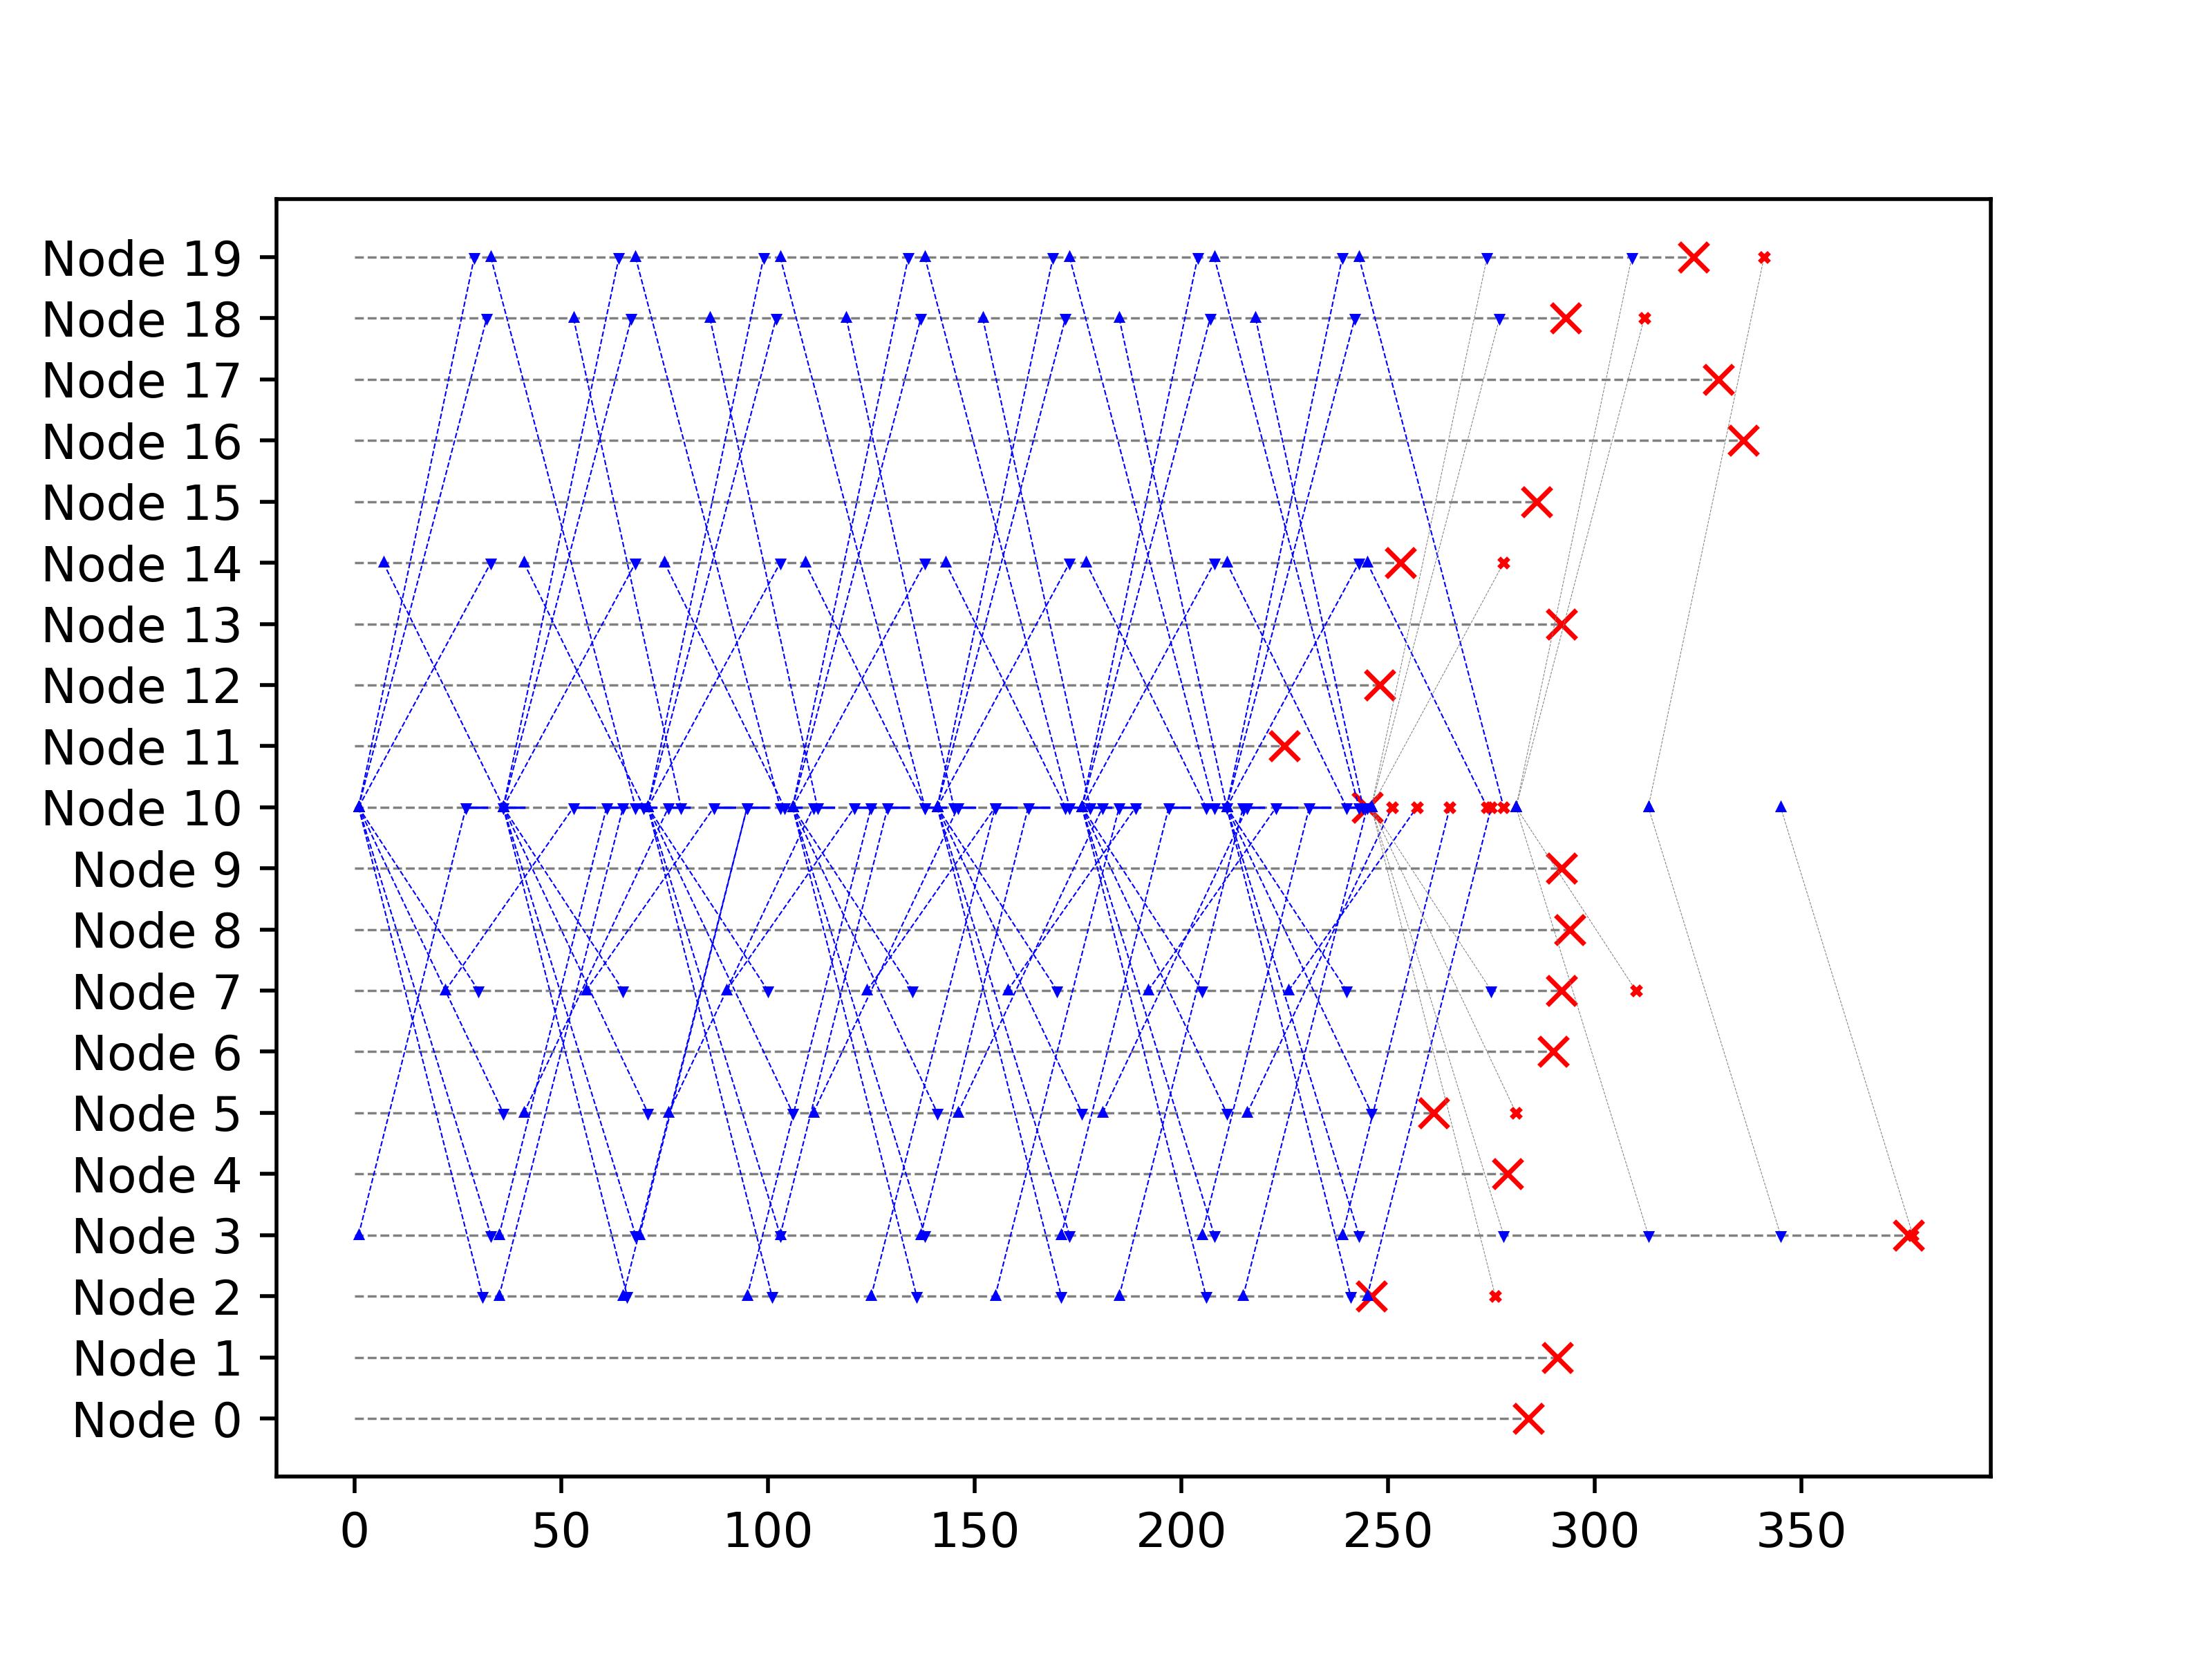 Node 19
Node 18
Node 17
Node 16
Node 15
Node 14
Node 13
Node 12
Node 11
Node 10
Node 9
Node 8
Node 7
Node 6
Node 5
Node 4
Node 3
Node 2
Node 1
Node 0
0 50 100 150 200 250 300 350